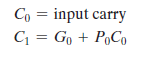 C₀ = input carry
C₁ = G₀ + P₀C₀